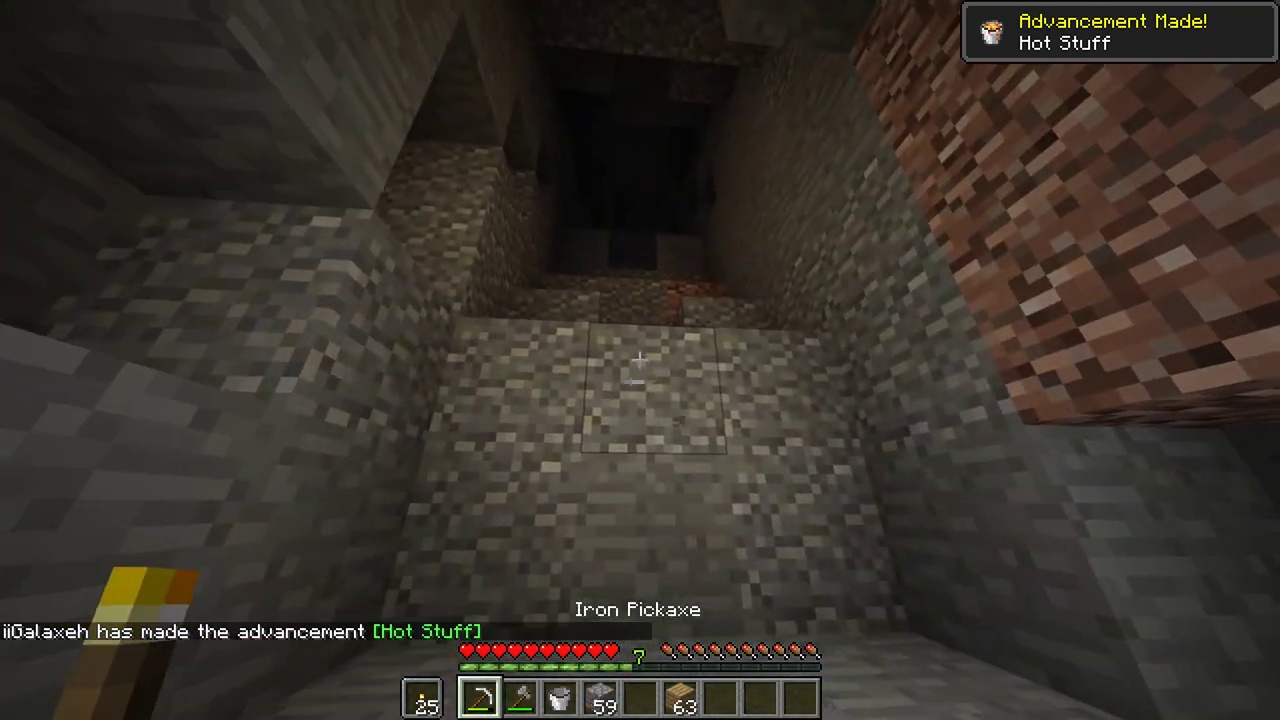 Advancement Made!
Hot Stuff
Iron Pickaxe
iiGalaxeh has made the advancement [Hot Stuff]
7
25
59
63